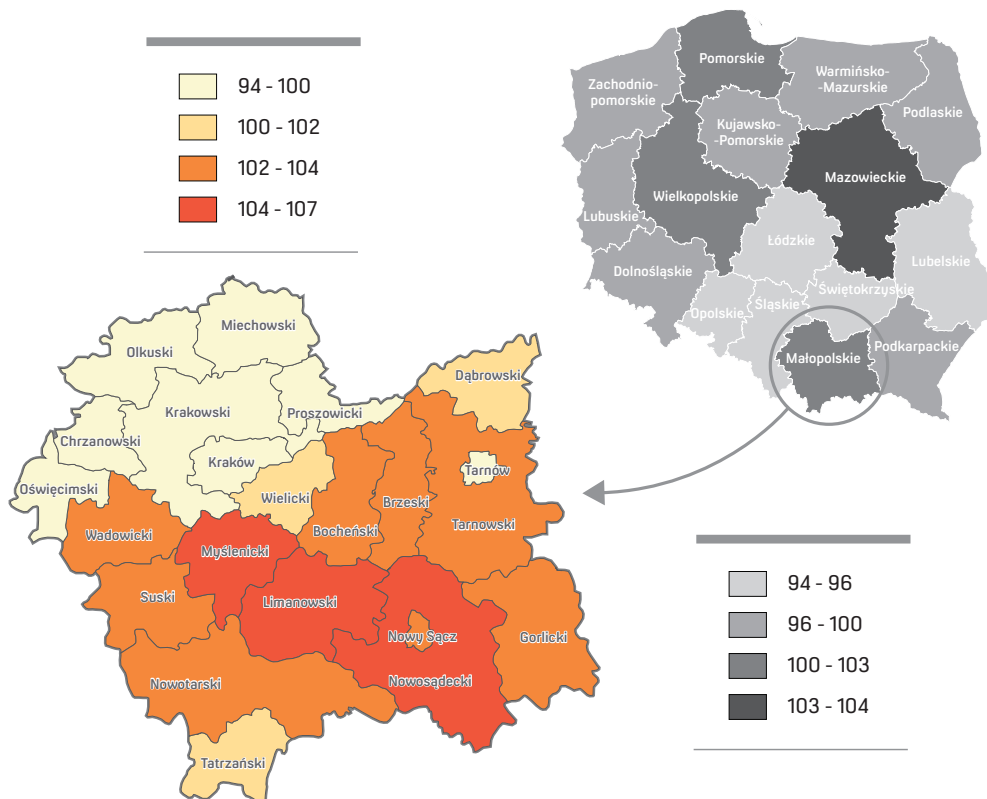 94 - 100
100 - 102
102 - 104
104 - 107
Pomorskie
Zachodnio-
pomorskie
Warmińsko-
-Mazurskie
Podlaskie
Kujawsko-
-Pomorskie
Mazowieckie
Wielkopolskie
Lubuskie
Łódzkie
Lubelskie
Dolnośląskie
Świętokrzyskie
Opolskie
Śląskie
Małopolskie
Podkarpackie
Miechowski
Olkuski
Dąbrowski
Krakowski
Proszowicki
Chrzanowski
Kraków
Tarnów
Oświęcimski
Wielicki
Brzeski
Wadowicki
Bocheński
Tarnowski
Myślenicki
Suski
Limanowski
Nowy Sącz
Gorlicki
Nowotarski
Nowosądecki
Tatrzański
94 - 96
96 - 100
100 - 103
103 - 104